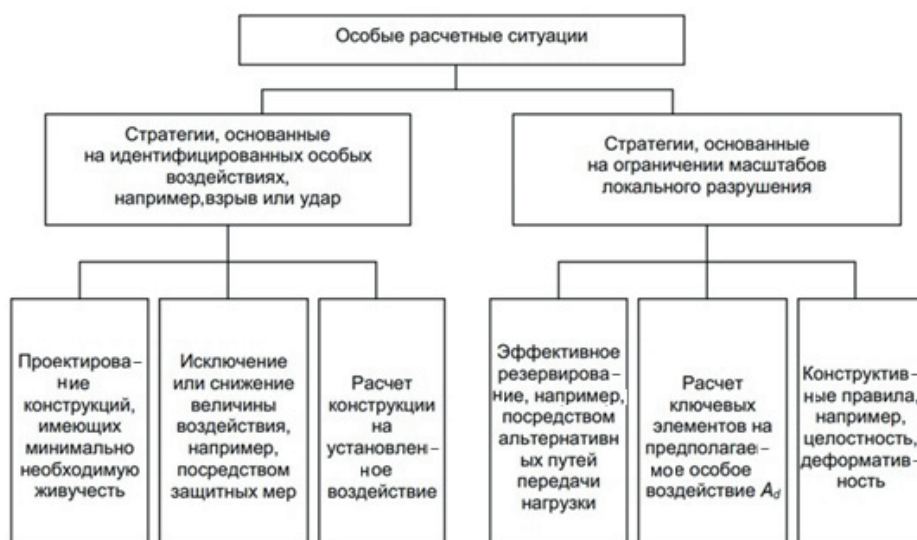 Особые расчетные ситуации
Стратегии, основанные
на идентифицированных особых
воздействиях,
например,взрыв или удар
Стратегии, основанные
на ограничении масштабов
локального разрушения
Проектирова–
ние
конструкций,
имеющих
минимально
необходимую
живучесть
Исключение
или снижение
величины
воздействия,
например,
посредством
защитных мер
Расчет
конструкции
на
установлен–
ное
воздействие
Эффективное
резервирова–
ние, например,
посредством
альтернативн
ых путей
передачи
нагрузки
Расчет
ключевых
элементов на
предполагае–
мое особое
воздействие Ad
Конструктив–
ные правила,
например,
целостность,
деформатив–
ность